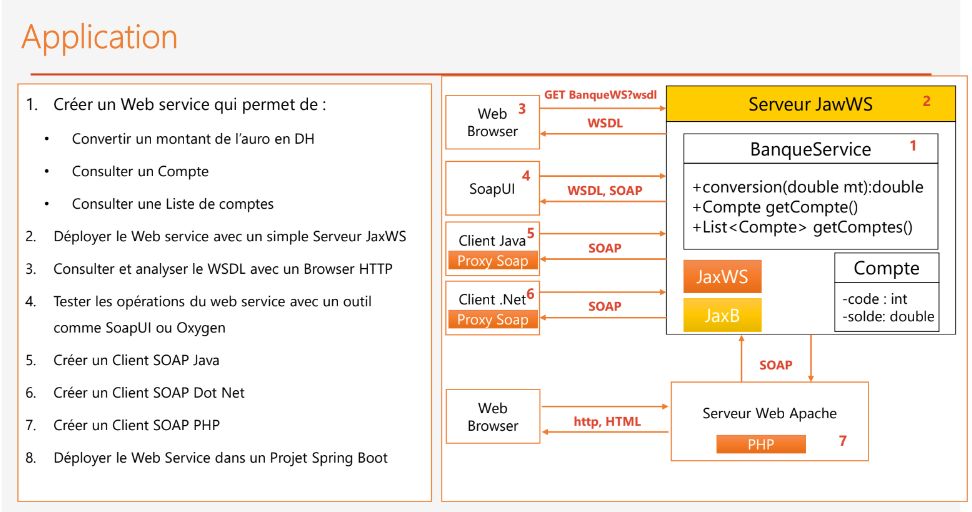 Application
1. Créer un Web service qui permet de :
• Convertir un montant de l'auro en DH
• Consulter un Compte
• Consulter une Liste de comptes
2. Déployer le Web service avec un simple Serveur JaxWS
3. Consulter et analyser le WSDL avec un Browser HTTP
4. Tester les opérations du web service avec un outil
comme SoapUI ou Oxygen
5. Créer un Client SOAP Java
6. Créer un Client SOAP Dot Net
7. Créer un Client SOAP PHP
8. Déployer le Web Service dans un Projet Spring Boot
Web
Browser
3
GET BanqueWS?wsdl
WSDL
SoapUI
4
WSDL, SOAP
Client Java
5
Proxy Soap
SOAP
Client .Net
6
Proxy Soap
SOAP
Serveur JawWS
2
BanqueService
1
+conversion(double mt):double
+Compte getCompte()
+List<Compte> getComptes()
JaxWS
JaxB
Compte
-code : int
-solde: double
SOAP
Web
Browser
http, HTML
Serveur Web Apache
PHP
7